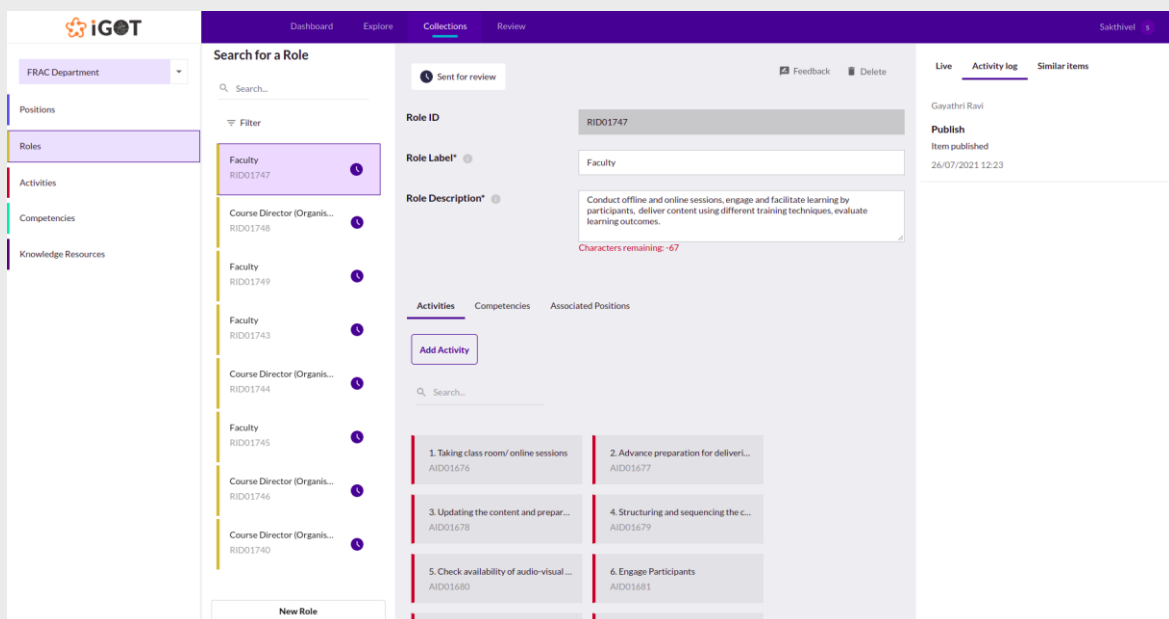 iGOT
Dashboard
Explore
Collections
Review
Sakthivel
s
FRAC Department
Positions
Roles
Activities
Competencies
Knowledge Resources
Search for a Role
Search...
Filter
Faculty
RID01747
Course Director (Organis...
RID01748
Faculty
RID01749
Faculty
RID01743
Course Director (Organis...
RID01744
Faculty
RID01745
Course Director (Organis...
RID01746
Course Director (Organis...
RID01740
New Role
Sent for review
Feedback
Delete
Role ID
RID01747
Role Label*
Faculty
Role Description*
Conduct offline and online sessions, engage and facilitate learning by
participants, deliver content using different training techniques, evaluate
learning outcomes.
Characters remaining: -67
Activities
Competencies
Associated Positions
Add Activity
Search...
1. Taking class room/ online sessions
AID01676
2. Advance preparation for deliveri...
AID01677
3. Updating the content and prepar...
AID01678
4. Structuring and sequencing the c...
AID01679
5. Check availability of audio-visual ...
AID01680
6. Engage Participants
AID01681
Live
Activity log
Similar items
Gayathri Ravi
Publish
Item published
26/07/2021 12:23